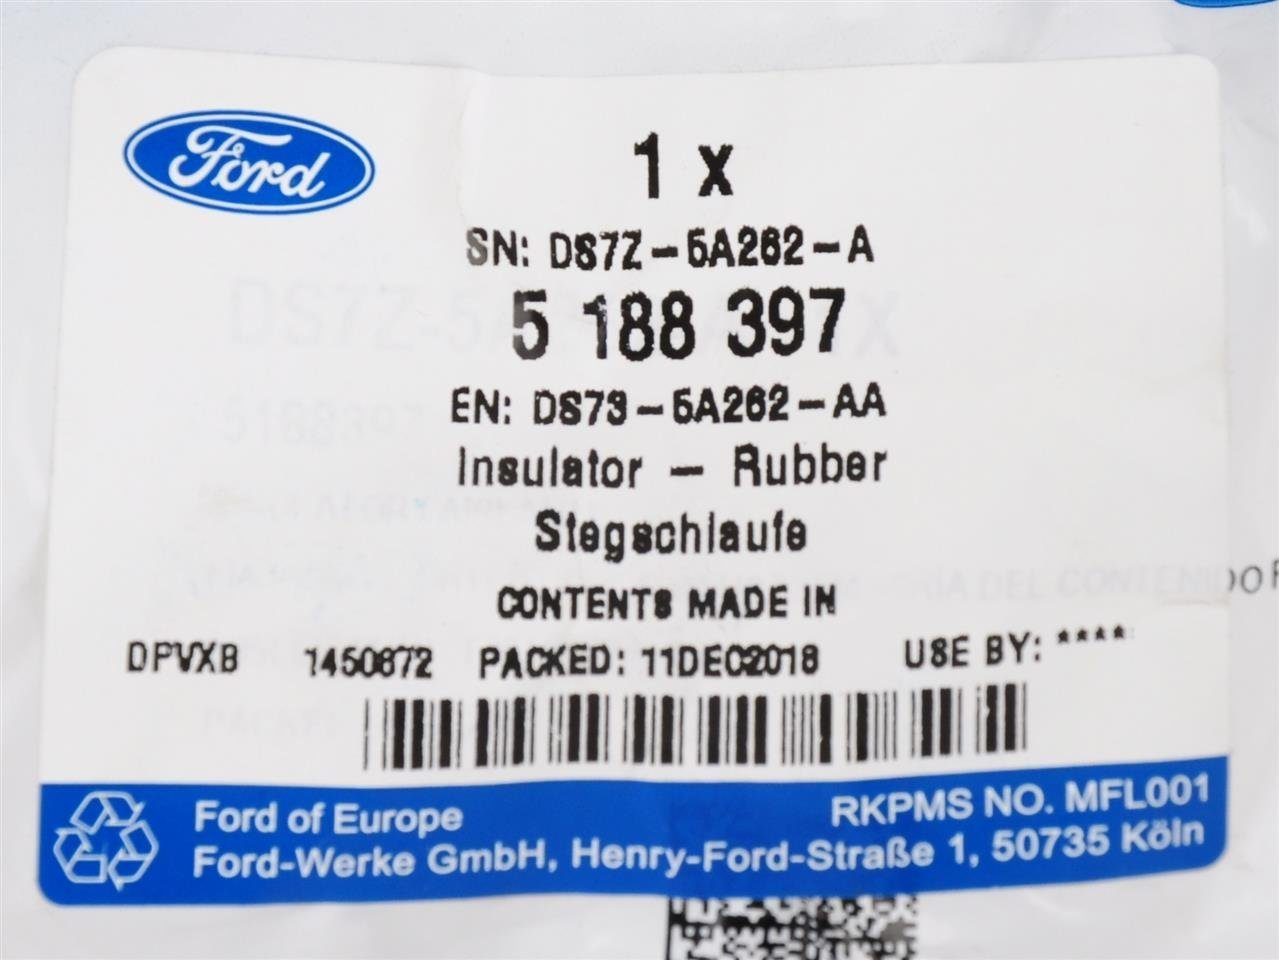 Ford
1 x
SN: DS7Z-5A262-A
5 188 397
EN: DS73-5A262-AA
Insulator - Rubber
Stegschlaufe
CONTENTS MADE IN
DPVXB 1450672 PACKED: 11DEC2018 USE BY: ****
Ford of Europe RKPMS NO. MFL001
Ford-Werke GmbH, Henry-Ford-Straße 1, 50735 Köln